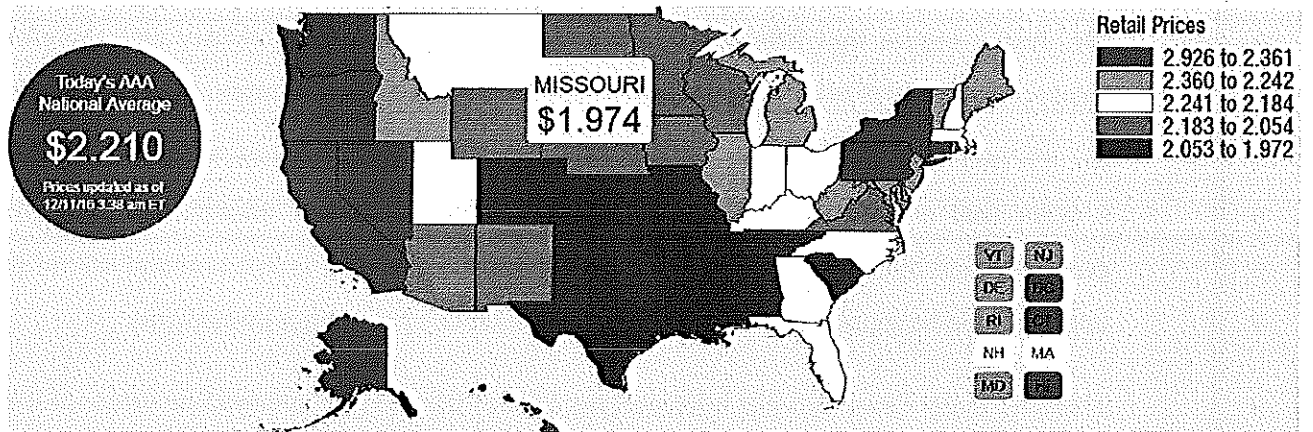 Today's AAA
National Average
$2.210
Prices updated as of
12/11/16 3:38 am ET
MISSOURI
$1.974
Retail Prices
2.926 to 2.361
2.360 to 2.242
2.241 to 2.184
2.183 to 2.054
2.053 to 1.972
VT NJ
DE
RI
NH MA
MD